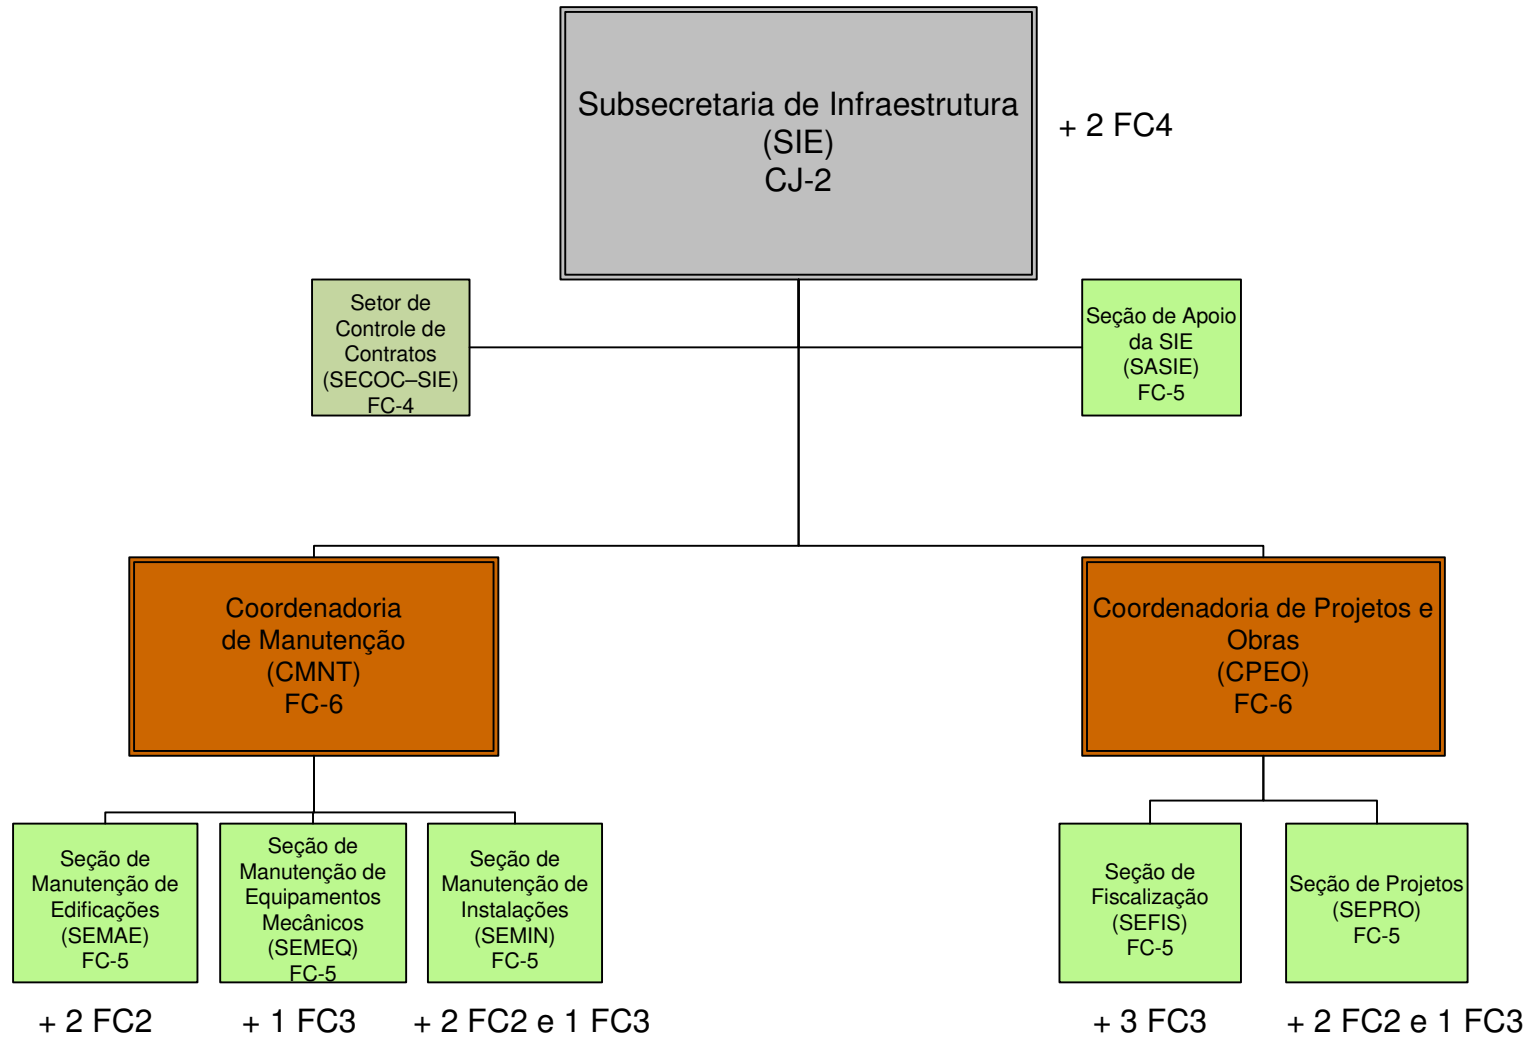 Subsecretaria de Infraestrutura
(SIE)
CJ-2
+ 2 FC4
Setor de
Controle de
Contratos
(SECOC–SIE)
FC-4
Seção de Apoio
da SIE
(SASIE)
FC-5
Coordenadoria
de Manutenção
(CMNT)
FC-6
Coordenadoria de Projetos e
Obras
(CPEO)
FC-6
Seção de
Manutenção de
Edificações
(SEMAE)
FC-5
Seção de
Manutenção de
Equipamentos
Mecânicos
(SEMEQ)
FC-5
Seção de
Manutenção de
Instalações
(SEMIN)
FC-5
Seção de
Fiscalização
(SEFIS)
FC-5
Seção de Projetos
(SEPRO)
FC-5
+ 2 FC2
+ 1 FC3
+ 2 FC2 e 1 FC3
+ 3 FC3
+ 2 FC2 e 1 FC3